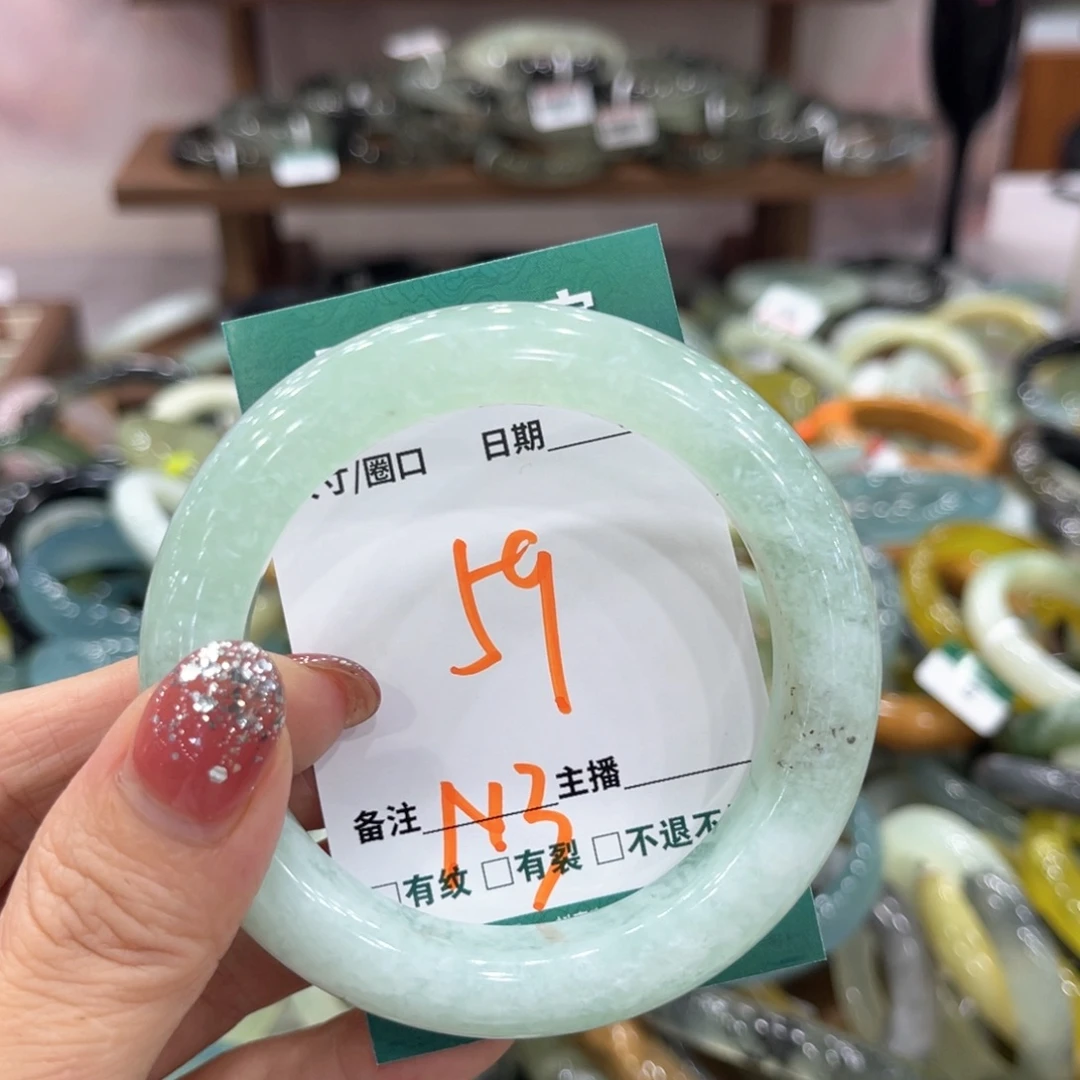 寸/圈口 日期
59
备注 N3 主播
□有纹 □有裂 □不退不